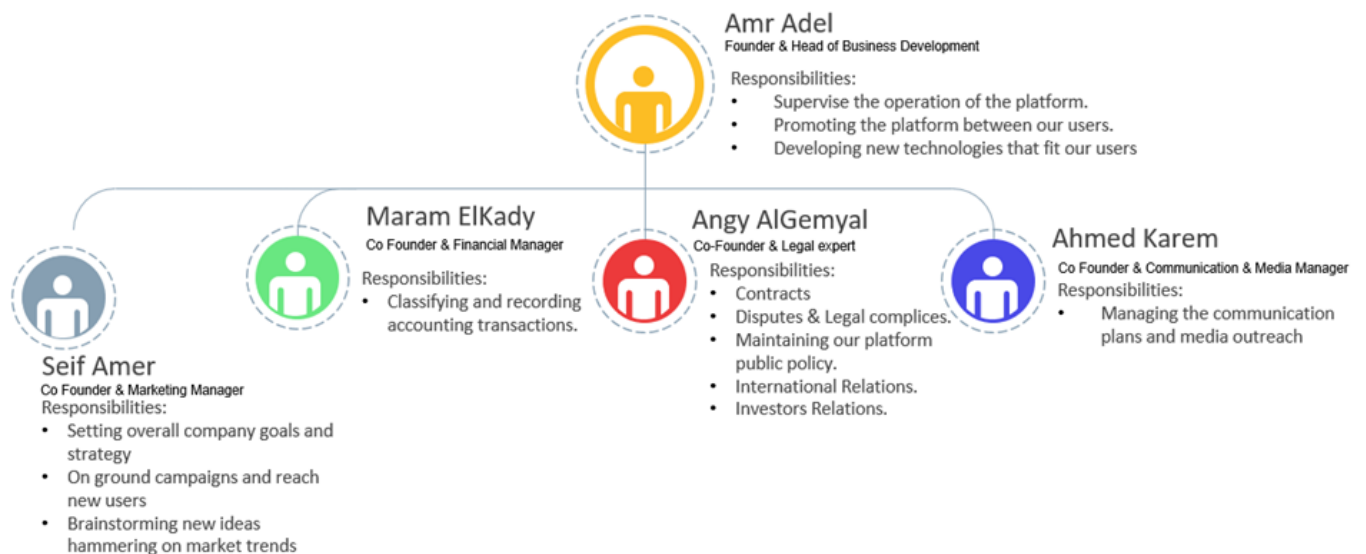 Amr Adel
Founder & Head of Business Development
Responsibilities:
• Supervise the operation of the platform.
• Promoting the platform between our users.
• Developing new technologies that fit our users
Seif Amer
Co Founder & Marketing Manager
Responsibilities:
• Setting overall company goals and
strategy
• On ground campaigns and reach
new users
• Brainstorming new ideas
hammering on market trends
Maram ElKady
Co Founder & Financial Manager
Responsibilities:
• Classifying and recording
accounting transactions.
Angy AlGemyal
Co-Founder & Legal expert
Responsibilities:
• Contracts
• Disputes & Legal complices.
• Maintaining our platform
public policy.
• International Relations.
• Investors Relations.
Ahmed Karem
Co Founder & Communication & Media Manager
Responsibilities:
• Managing the communication
plans and media outreach